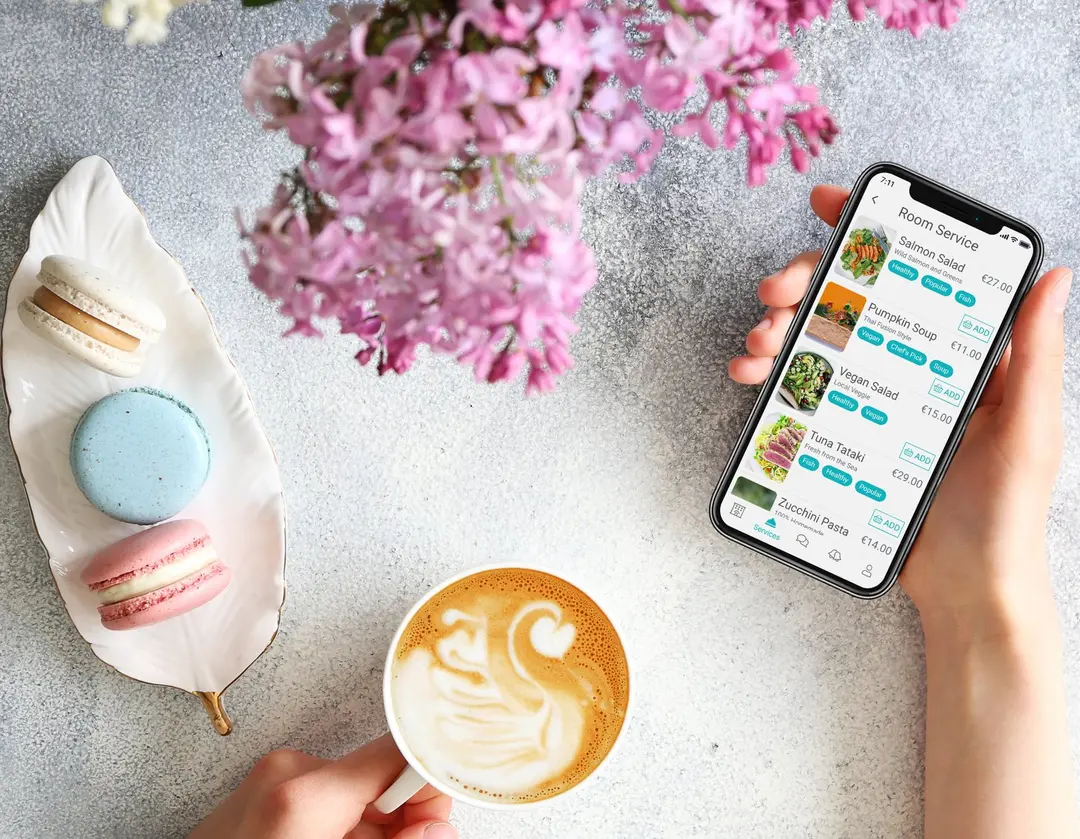 7:11
Room Service
Salmon Salad
Wild Salmon and Greens
€27.00
Healthy
Popular
Fish
ADD
Pumpkin Soup
Thai Fusion Style
€11.00
Vegan
Chef's Pick
Soup
ADD
Vegan Salad
Local Veggie
€15.00
Healthy
Vegan
ADD
Tuna Tataki
Fresh from the Sea
€29.00
Fish
Healthy
Popular
ADD
Zucchini Pasta
100% Homemade
€14.00
Services